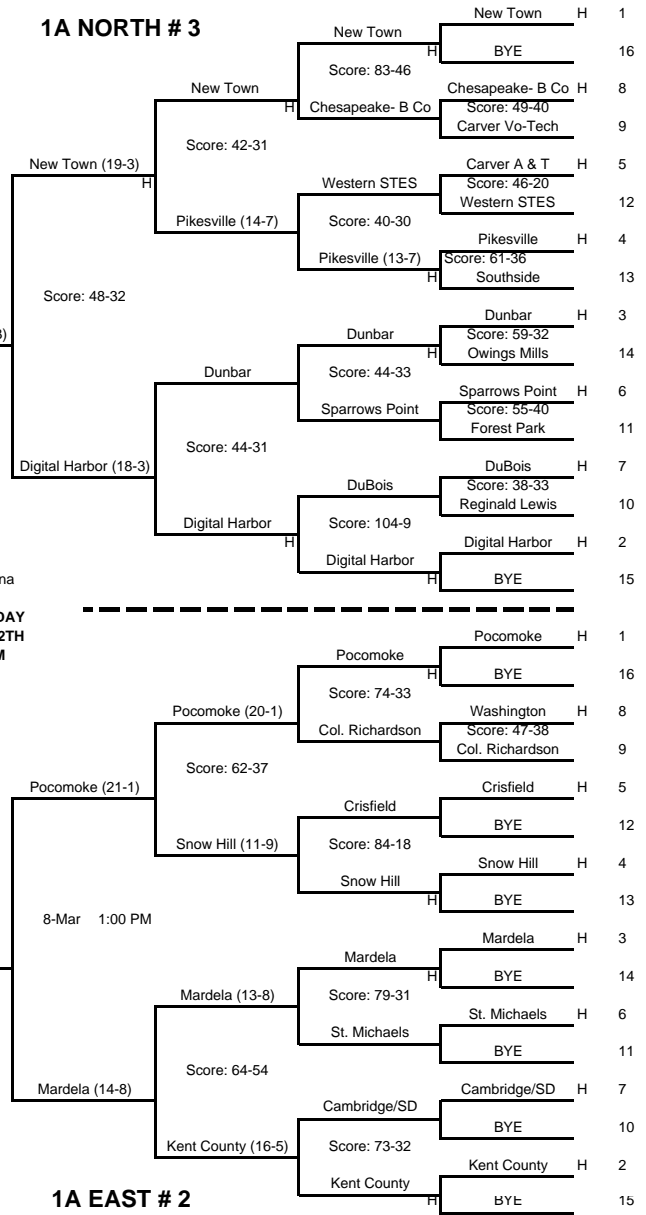 New Town H 1
1A NORTH # 3
New Town
H BYE 16
Score: 83-46
New Town Chesapeake- B Co H 8
H Chesapeake- B Co Score: 49-40
Carver Vo-Tech 9
Score: 42-31
New Town (19-3) Carver A & T H 5
H Western STES Score: 46-20
Western STES 12
Pikesville (14-7) Score: 40-30
Pikesville H 4
Pikesville (13-7) Score: 61-36
H Southside 13
Score: 48-32
Dunbar H 3
3) Dunbar Score: 59-32
H Owings Mills 14
Dunbar Score: 44-33
Sparrows Point H 6
Sparrows Point Score: 55-40
Forest Park 11
Score: 44-31
Digital Harbor (18-3) DuBois H 7
DuBois Score: 38-33
Reginald Lewis 10
Digital Harbor Score: 104-9
H Digital Harbor H 2
Digital Harbor
na H BYE 15
DAY
2TH Pocomoke H 1
M Pocomoke
H BYE 16
Score: 74-33
Pocomoke (20-1) Washington H 8
Col. Richardson Score: 47-38
Col. Richardson 9
Score: 62-37
Pocomoke (21-1) Crisfield H 5
Crisfield
BYE 12
Snow Hill (11-9) Score: 84-18
Snow Hill H 4
Snow Hill
H BYE 13
8-Mar 1:00 PM
Mardela H 3
Mardela
H BYE 14
Mardela (13-8) Score: 79-31
St. Michaels H 6
St. Michaels
BYE 11
Score: 64-54
Mardela (14-8) Cambridge/SD H 7
Cambridge/SD
BYE 10
Kent County (16-5) Score: 73-32
Kent County H 2
Kent County
1A EAST # 2 H BYE 15